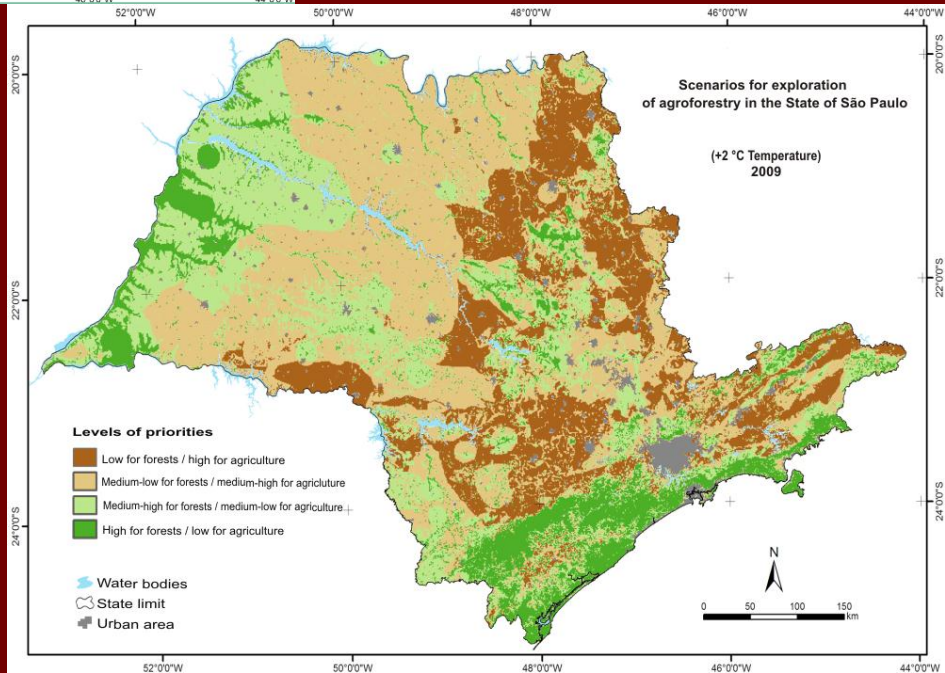 52°0'0"W 50°0'0"W 48°0'0"W 46°0'0"W 44°0'0"W
20°0'0"S 20°0'0"S
Scenarios for exploration
of agroforestry in the State of São Paulo
(+2 °C Temperature)
2009
22°0'0"S 22°0'0"S
Levels of priorities
Low for forests / high for agriculture
Medium-low for forests / medium-high for agricluture
Medium-high for forests / medium-low for agriculture
High for forests / low for agriculture
24°0'0"S 24°0'0"S
Water bodies
State limit
Urban area
N
0 50 100 150
km
52°0'0"W 50°0'0"W 48°0'0"W 46°0'0"W 44°0'0"W